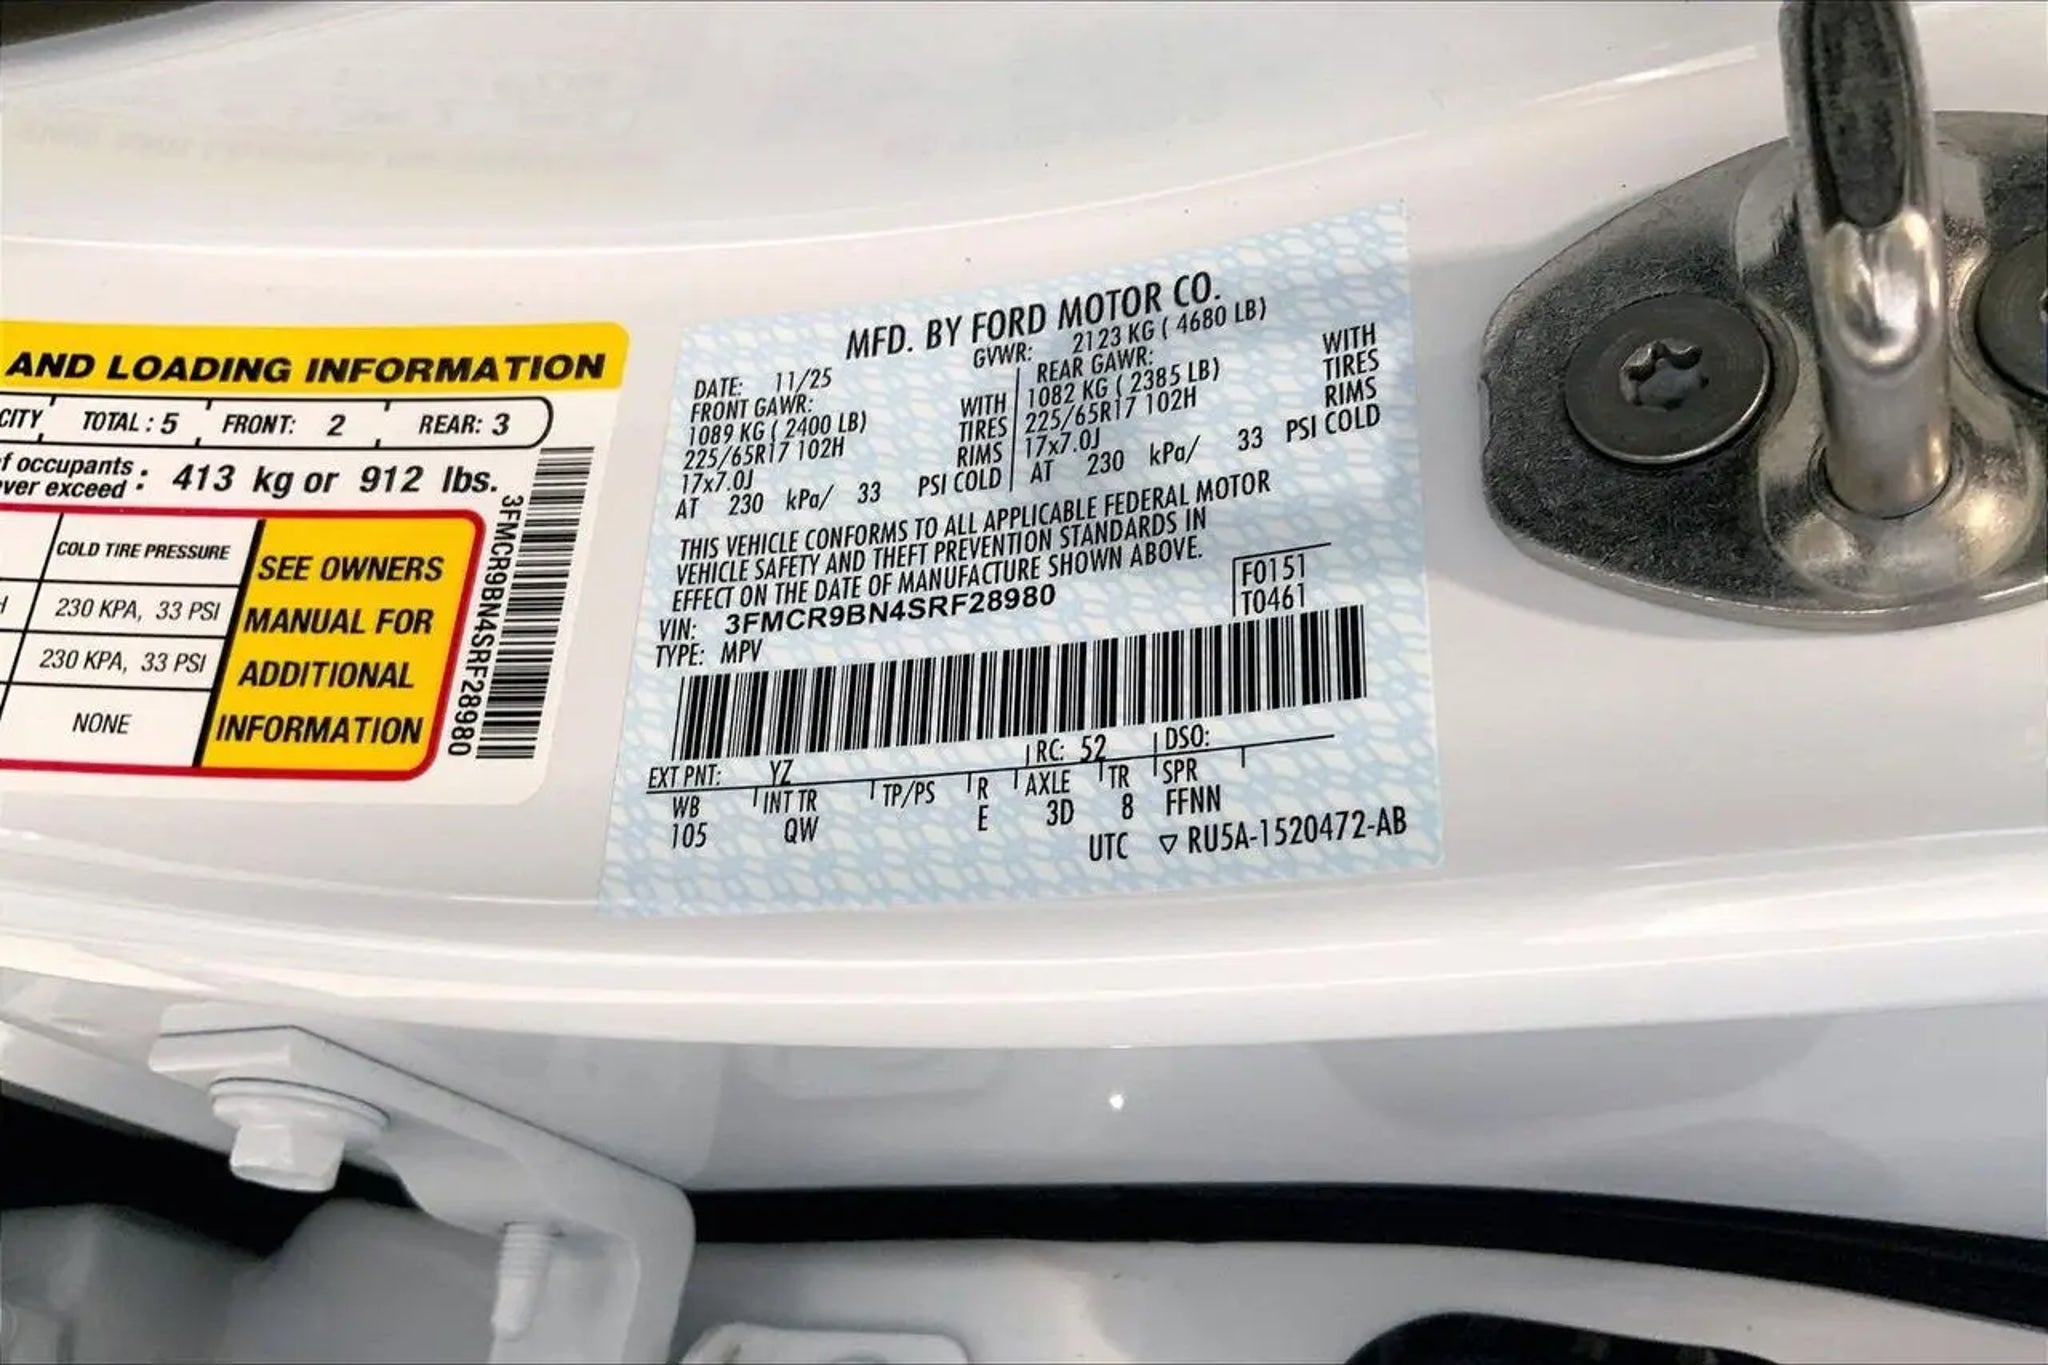 AND LOADING INFORMATION
CITY TOTAL : 5 FRONT: 2 REAR: 3
f occupants
ver exceed : 413 kg or 912 lbs.
COLD TIRE PRESSURE
230 KPA, 33 PSI
230 KPA, 33 PSI
NONE
SEE OWNERS
MANUAL FOR
ADDITIONAL
INFORMATION
3FMCR9BN4SRF28980
MFD. BY FORD MOTOR CO.
DATE: 11/25 GVWR: 2123 KG ( 4680 LB)
FRONT GAWR: REAR GAWR:
1089 KG ( 2400 LB) WITH 1082 KG ( 2385 LB) WITH
225/65R17 102H TIRES 225/65R17 102H TIRES
17x7.0J RIMS 17x7.0J RIMS
AT 230 kPa/ 33 PSI COLD AT 230 kPa/ 33 PSI COLD
THIS VEHICLE CONFORMS TO ALL APPLICABLE FEDERAL MOTOR
VEHICLE SAFETY AND THEFT PREVENTION STANDARDS IN
EFFECT ON THE DATE OF MANUFACTURE SHOWN ABOVE.
VIN: 3FMCR9BN4SRF28980 F0151
TYPE: MPV T0461
EXT PNT: YZ RC: 52 DSO:
WB INT TR TP/PS R AXLE TR SPR
105 QW E 3D 8 FFNN
UTC ▽ RU5A-1520472-AB